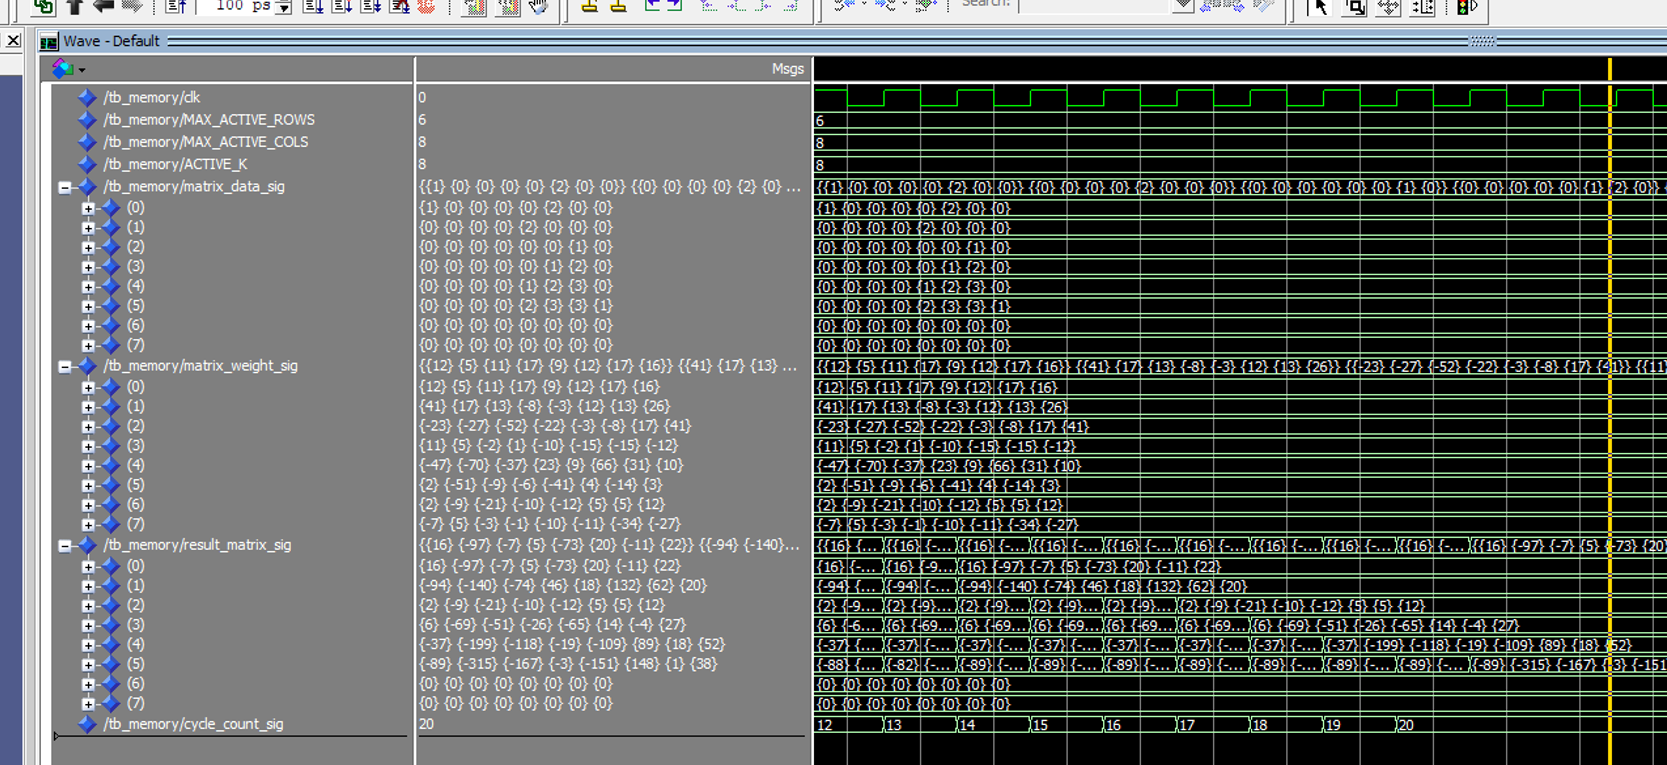 100 ps
Search:
Wave - Default
Msgs
/tb_memory/clk 0
/tb_memory/MAX_ACTIVE_ROWS 6 6
/tb_memory/MAX_ACTIVE_COLS 8 8
/tb_memory/ACTIVE_K 8 8
/tb_memory/matrix_data_sig {{1} {0} {0} {0} {0} {2} {0} {0}} {{0} {0} {0} {0} {2} {0} ... {{1} {0} {0} {0} {0} {2} {0} {0}} {{0} {0} {0} {0} {2} {0} {0} {0}} {{0} {0} {0} {0} {0} {0} {1} {0}} {{0} {0} {0} {0} {0} {1} {2} {0}}
(0) {1} {0} {0} {0} {0} {2} {0} {0} {1} {0} {0} {0} {0} {2} {0} {0}
(1) {0} {0} {0} {0} {2} {0} {0} {0} {0} {0} {0} {0} {2} {0} {0} {0}
(2) {0} {0} {0} {0} {0} {0} {1} {0} {0} {0} {0} {0} {0} {0} {1} {0}
(3) {0} {0} {0} {0} {0} {1} {2} {0} {0} {0} {0} {0} {0} {1} {2} {0}
(4) {0} {0} {0} {0} {1} {2} {3} {0} {0} {0} {0} {0} {1} {2} {3} {0}
(5) {0} {0} {0} {0} {2} {3} {3} {1} {0} {0} {0} {0} {2} {3} {3} {1}
(6) {0} {0} {0} {0} {0} {0} {0} {0} {0} {0} {0} {0} {0} {0} {0} {0}
(7) {0} {0} {0} {0} {0} {0} {0} {0} {0} {0} {0} {0} {0} {0} {0} {0}
/tb_memory/matrix_weight_sig {{12} {5} {11} {17} {9} {12} {17} {16}} {{41} {17} {13} ... {{12} {5} {11} {17} {9} {12} {17} {16}} {{41} {17} {13} {-8} {-3} {12} {13} {26}} {{-23} {-27} {-52} {-22} {-3} {-8} {17} {41}} {{11}
(0) {12} {5} {11} {17} {9} {12} {17} {16} {12} {5} {11} {17} {9} {12} {17} {16}
(1) {41} {17} {13} {-8} {-3} {12} {13} {26} {41} {17} {13} {-8} {-3} {12} {13} {26}
(2) {-23} {-27} {-52} {-22} {-3} {-8} {17} {41} {-23} {-27} {-52} {-22} {-3} {-8} {17} {41}
(3) {11} {5} {-2} {1} {-10} {-15} {-15} {-12} {11} {5} {-2} {1} {-10} {-15} {-15} {-12}
(4) {-47} {-70} {-37} {23} {9} {66} {31} {10} {-47} {-70} {-37} {23} {9} {66} {31} {10}
(5) {2} {-51} {-9} {-6} {-41} {4} {-14} {3} {2} {-51} {-9} {-6} {-41} {4} {-14} {3}
(6) {2} {-9} {-21} {-10} {-12} {5} {5} {12} {2} {-9} {-21} {-10} {-12} {5} {5} {12}
(7) {-7} {5} {-3} {-1} {-10} {-11} {-34} {-27} {-7} {5} {-3} {-1} {-10} {-11} {-34} {-27}
/tb_memory/result_matrix_sig {{16} {-97} {-7} {5} {-73} {20} {-11} {22}} {{-94} {-140}... {{16} {... {{16} {-... {{16} {-... {{16} {-... {{16} {-... {{16} {-... {{16} {-... {{16} {-... {{16} {-... {{16} {-97} {-7} {5} {-73} {20}
(0) {16} {-97} {-7} {5} {-73} {20} {-11} {22} {16} {-... {16} {-9... {16} {-97} {-7} {5} {-73} {20} {-11} {22}
(1) {-94} {-140} {-74} {46} {18} {132} {62} {20} {-94} {-... {-94} {-... {-94} {-140} {-74} {46} {18} {132} {62} {20}
(2) {2} {-9} {-21} {-10} {-12} {5} {5} {12} {2} {-9... {2} {-9... {2} {-9}... {2} {-9}... {2} {-9}... {2} {-9} {-21} {-10} {-12} {5} {5} {12}
(3) {6} {-69} {-51} {-26} {-65} {14} {-4} {27} {6} {-6... {6} {-69... {6} {-69... {6} {-69... {6} {-69... {6} {-69... {6} {-69} {-51} {-26} {-65} {14} {-4} {27}
(4) {-37} {-199} {-118} {-19} {-109} {89} {18} {52} {-37} {... {-37} {-... {-37} {-... {-37} {-... {-37} {-... {-37} {-... {-37} {-... {-37} {-199} {-118} {-19} {-109} {89} {18} {52}
(5) {-89} {-315} {-167} {-3} {-151} {148} {1} {38} {-88} {... {-82} {-... {-89} {-... {-89} {-... {-89} {-... {-89} {-... {-89} {-... {-89} {-... {-89} {-... {-89} {-315} {-167} {-3} {-151
(6) {0} {0} {0} {0} {0} {0} {0} {0} {0} {0} {0} {0} {0} {0} {0} {0}
(7) {0} {0} {0} {0} {0} {0} {0} {0} {0} {0} {0} {0} {0} {0} {0} {0}
/tb_memory/cycle_count_sig 20 12 13 14 15 16 17 18 19 20